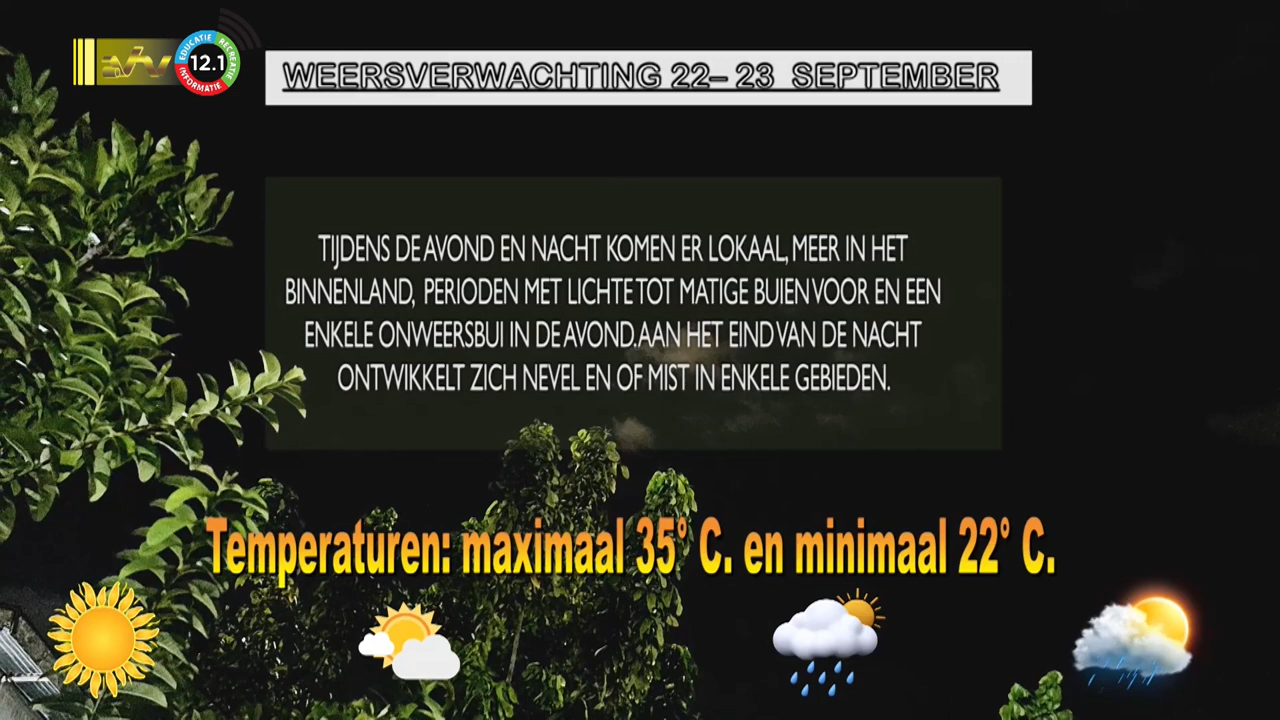 EDUCATIE
RECREATIE
12.1
INFORMATIE
WEERSVERWACHTING 22– 23 SEPTEMBER
TIJDENS DE AVOND EN NACHT KOMEN ER LOKAAL, MEER IN HET
BINNENLAND, PERIODEN MET LICHTE TOT MATIGE BUIEN VOOR EN EEN
ENKELE ONWEERSBUI IN DE AVOND.AAN HET EIND VAN DE NACHT
ONTWIKKELT ZICH NEVEL EN OF MIST IN ENKELE GEBIEDEN.
Temperaturen: maximaal 35° C. en minimaal 22° C.